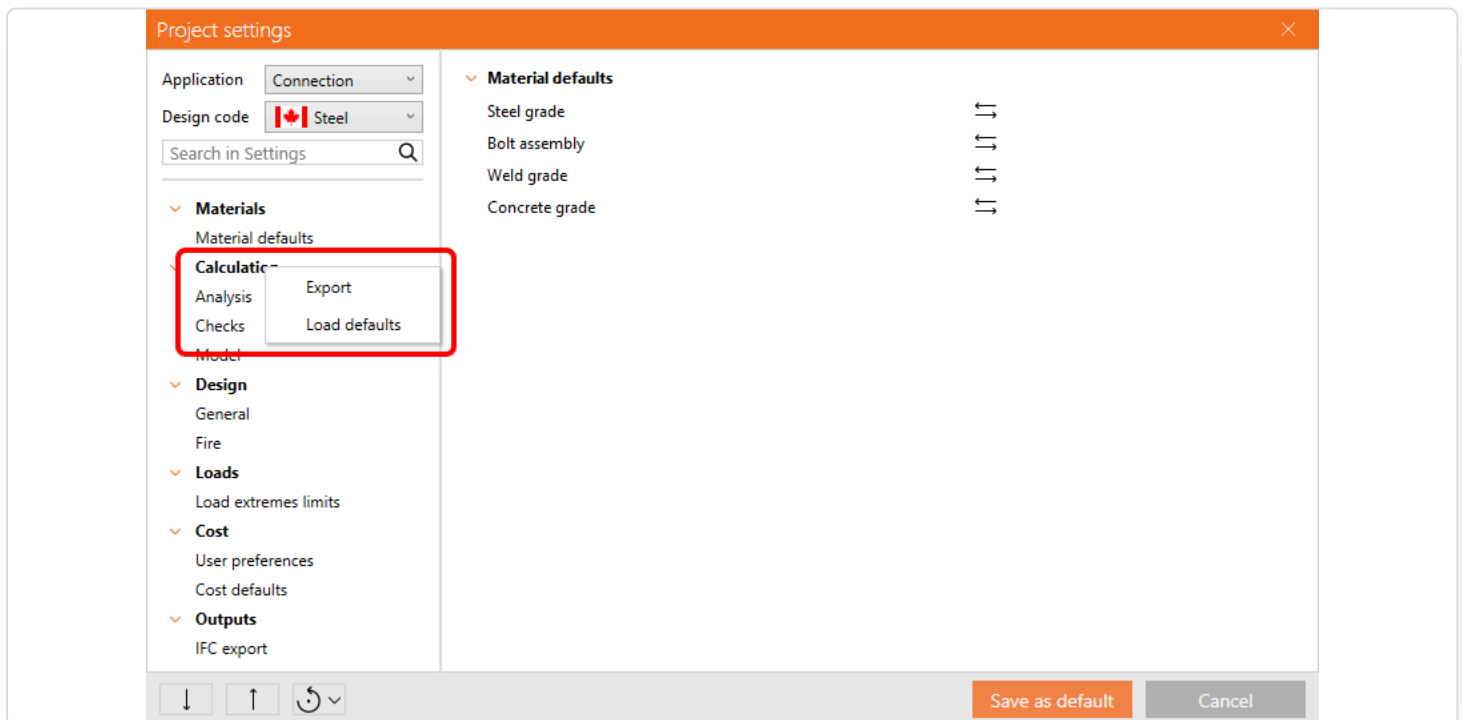 Project settings
Application Connection
Design code Steel
Search in Settings
Materials
Material defaults
Calculation
Analysis
Checks
Model
Export
Load defaults
Design
General
Fire
Loads
Load extremes limits
Cost
User preferences
Cost defaults
Outputs
IFC export
Material defaults
Steel grade
Bolt assembly
Weld grade
Concrete grade
Save as default
Cancel